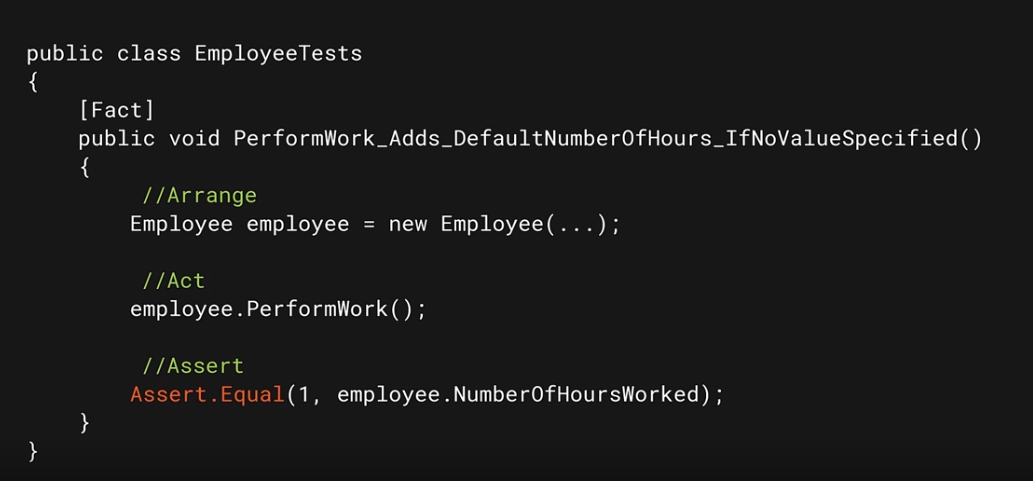 public class EmployeeTests
{
[Fact]
public void PerformWork_Adds_DefaultNumberOfHours_IfNoValueSpecified()
{
//Arrange
Employee employee = new Employee(...);
//Act
employee.PerformWork();
//Assert
Assert.Equal(1, employee.NumberOfHoursWorked);
}
}